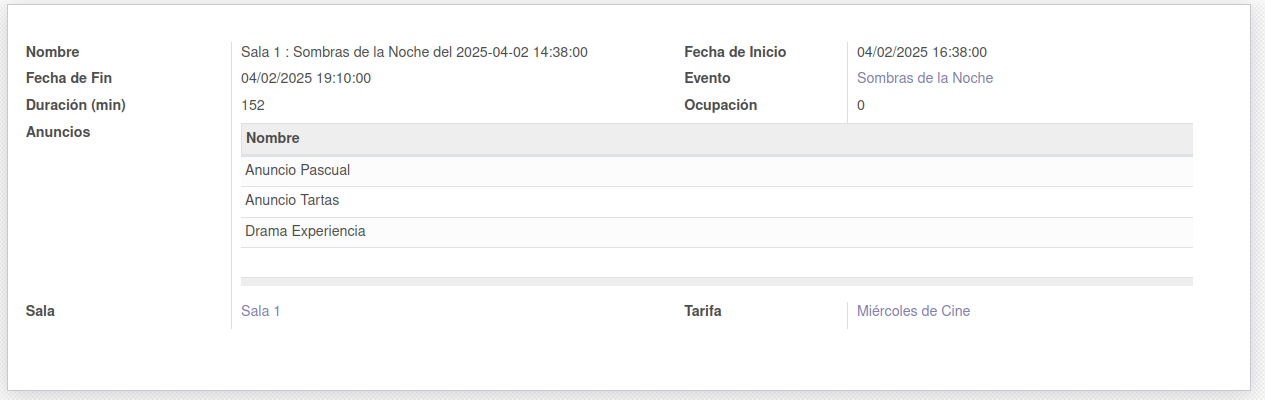 Nombre Sala 1 : Sombras de la Noche del 2025-04-02 14:38:00 Fecha de Inicio 04/02/2025 16:38:00
Fecha de Fin 04/02/2025 19:10:00 Evento Sombras de la Noche
Duración (min) 152 Ocupación 0
Anuncios Nombre
Anuncio Pascual
Anuncio Tartas
Drama Experiencia
Sala Sala 1 Tarifa Miércoles de Cine